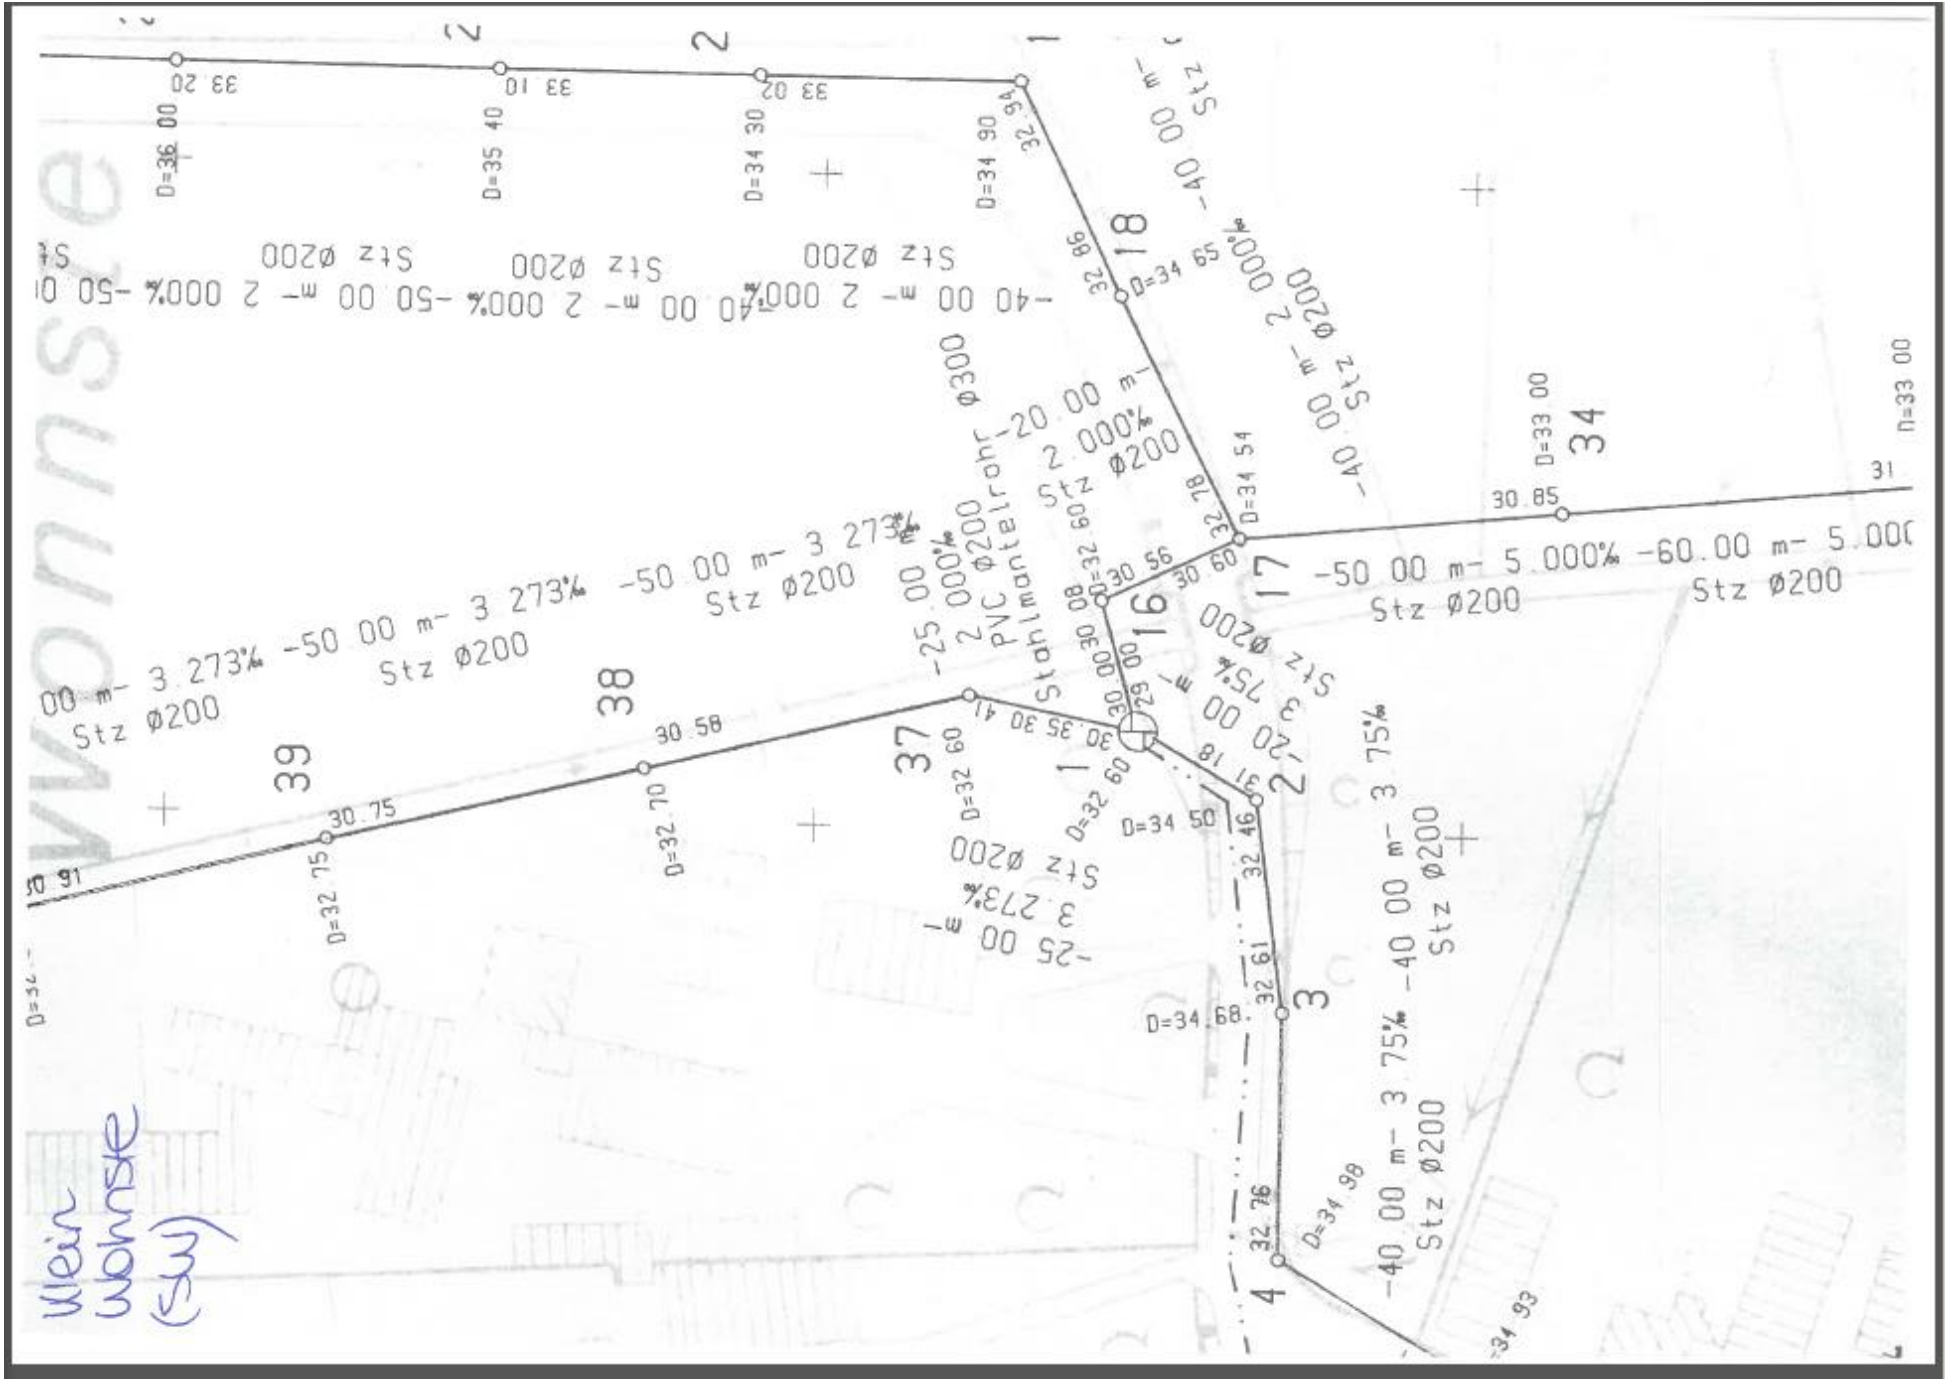 33 20
33 10
33 02
2
2
1
D=36 00
D=35 40
D=34 30
D=34 90
32.94
-40 00 m-
Stz
-50 00 m- 2 000‰
Stz Ø200
-50 00 m- 2 000‰
Stz Ø200
-40 00 m- 2 000‰
Stz Ø200
-40 00 m- 2 000‰
Stz Ø200
32 86
18
D=34 65
-40 00 m- 2 000‰
Stz Ø200
-20.00 m-
2.000‰
Stz Ø200
32.78
D=34 54
17
D=33 00
34
30.85
31
D=33 00
-50 00 m- 5.000‰ -60.00 m- 5.000
Stz Ø200
Stz Ø200
00 m- 3.273‰ -50 00 m- 3 273‰ -50 00 m- 3 273‰
Stz Ø200
Stz Ø200
Stz Ø200
-25.00 m-
2 000‰
PVC Ø200
Stahlmantelrohr Ø300
D=32.60
30 56
30.60
30 08
30.00
29 00
16
30 91
39
30.75
D=32.75
38
30.58
D=32.70
37
30 41
D=32 60
30.35
1
D=32 60
-25 00 m-
3.273‰
Stz Ø200
-20 00 m-
3 75‰
Stz Ø200
31 18
2
D=34 50
32.46
32 61
D=34.68
3
-40 00 m- 3 75‰ -40 00 m- 3 75‰
Stz Ø200
Stz Ø200
32.76
4
D=34.98
-34 93
Klein
Wohnste
(SW)
Wonnste